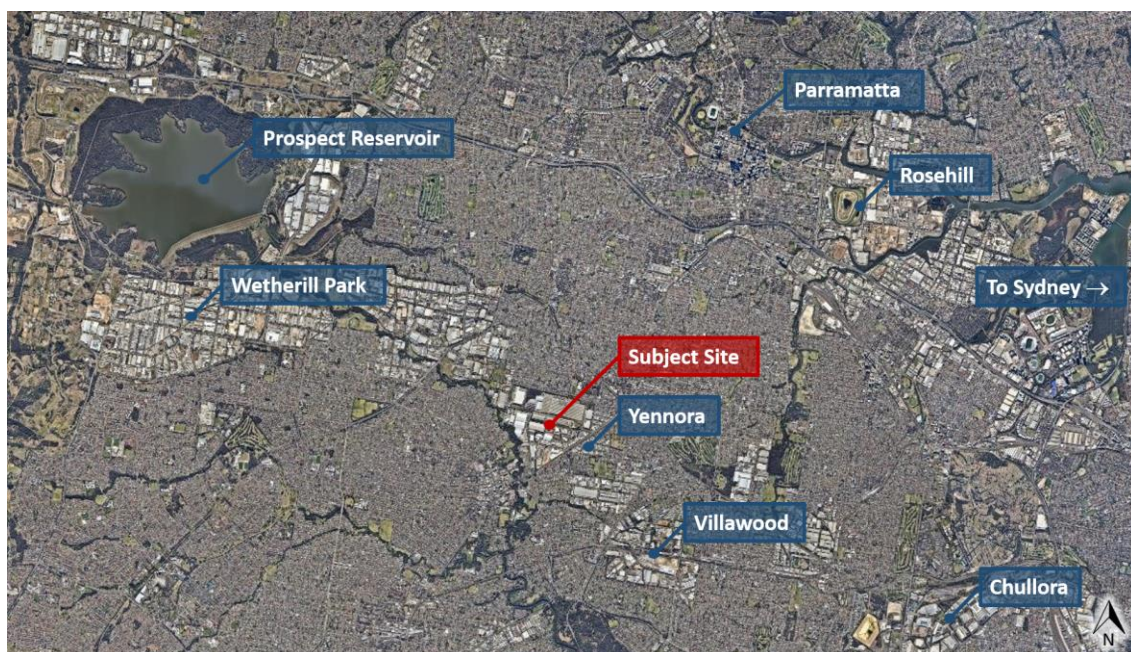 Parramatta
Prospect Reservoir
Rosehill
Wetherill Park
To Sydney →
Subject Site
Yennora
Villawood
Chullora
N